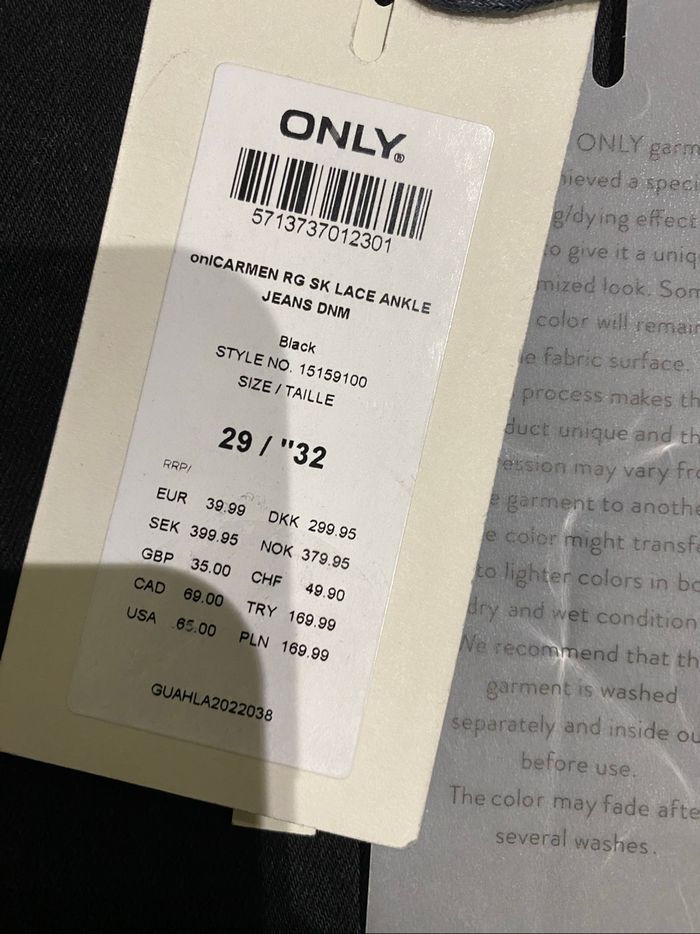 ONLY®
5713737012301
onlCARMEN RG SK LACE ANKLE
JEANS DNM
Black
STYLE NO. 15159100
SIZE / TAILLE
29 / "32
RRP/
EUR 39.99 DKK 299.95
SEK 399.95 NOK 379.95
GBP 35.00 CHF 49.90
CAD 69.00 TRY 169.99
USA 65.00 PLN 169.99
GUAHLA2022038
ONLY garm
hieved a speci
g/dying effect
to give it a uniq
mized look. Som
color will remain
he fabric surface.
process makes th
duct unique and th
ession may vary fro
e garment to anothe
e color might transfe
to lighter colors in bo
dry and wet condition
We recommend that th
garment is washed
separately and inside ou
before use.
The color may fade afte
several washes.